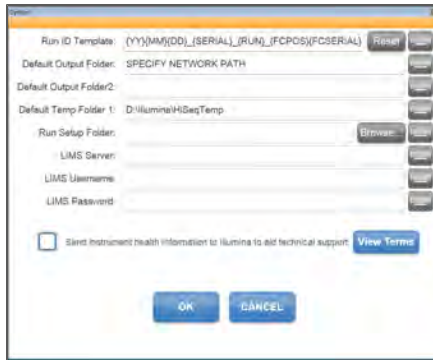 Run ID Template: {YY}{MM}{DD}_{SERIAL}_{RUN}_{FCPOS}{FCSERIAL} Reset
Default Output Folder: SPECIFY NETWORK PATH
Default Output Folder2:
Default Temp Folder 1: D:\Illumina\HiSeqTemp
Run Setup Folder: Browse...
LIMS Server:
LIMS Username:
LIMS Password:
Send instrument health information to Illumina to aid technical support View Terms
OK CANCEL